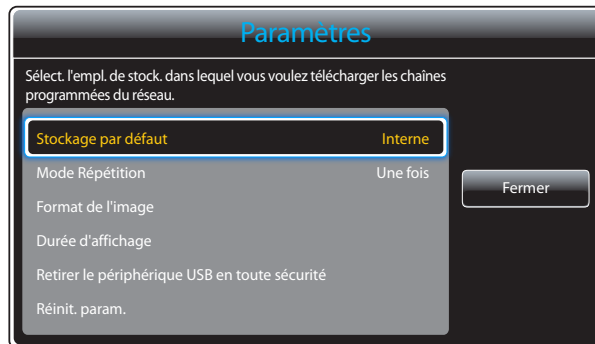 Paramètres
Sélect. l'empl. de stock. dans lequel vous voulez télécharger les chaînes
programmées du réseau.
Stockage par défaut Interne
Mode Répétition Une fois
Format de l'image
Durée d'affichage
Retirer le périphérique USB en toute sécurité
Réinit. param.
Fermer